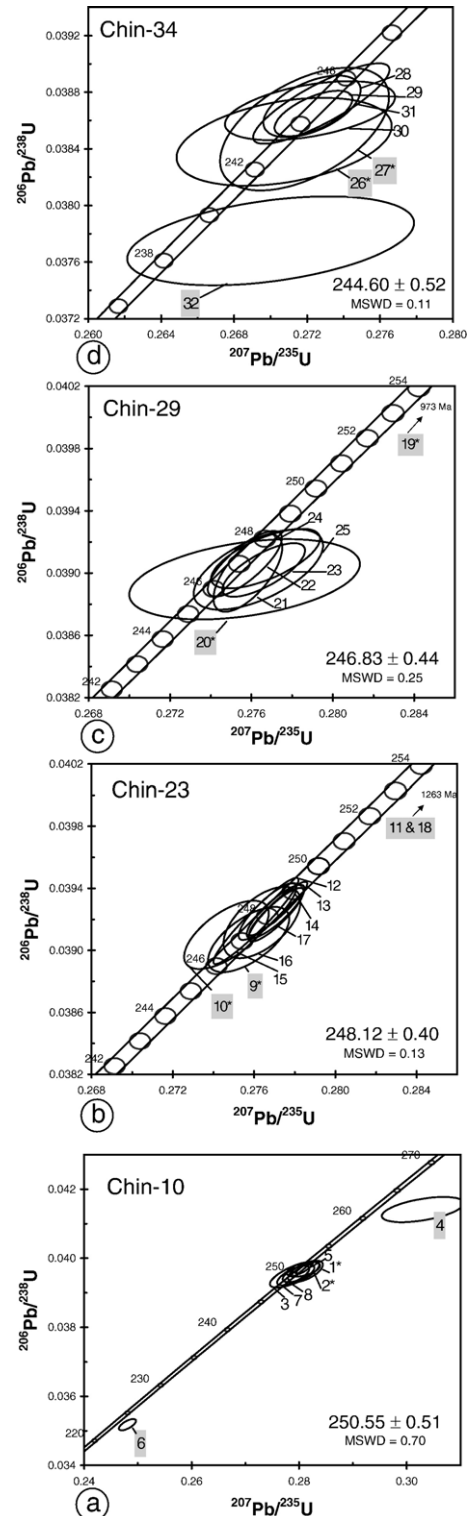 Chin-34
0.0392
0.0388
0.0384
0.0380
0.0376
0.0372
206Pb/238U
246
242
238
28
29
31
30
27*
26*
32
244.60 ± 0.52
MSWD = 0.11
0.260 0.264 0.268 0.272 0.276 0.280
207Pb/235U
d
Chin-29
0.0402
0.0398
0.0396
0.0394
0.0390
0.0386
0.0382
206Pb/238U
254
973 Ma
19*
252
250
248
246
244
242
24
25
23
22
21
20*
246.83 ± 0.44
MSWD = 0.25
0.268 0.272 0.276 0.280 0.284
207Pb/235U
c
Chin-23
0.0402
0.0398
0.0394
0.0390
0.0386
0.0382
206Pb/238U
254
1263 Ma
11 & 18
252
250
248
246
244
242
12
13
14
17
16
15
9*
10*
248.12 ± 0.40
MSWD = 0.13
0.268 0.272 0.276 0.280 0.284
207Pb/235U
b
Chin-10
0.042
0.040
0.038
0.036
0.034
206Pb/238U
270
260
250
240
230
220
4
5
1*
2*
8
7
3
6
250.55 ± 0.51
MSWD = 0.70
0.24 0.26 0.28 0.30
207Pb/235U
a